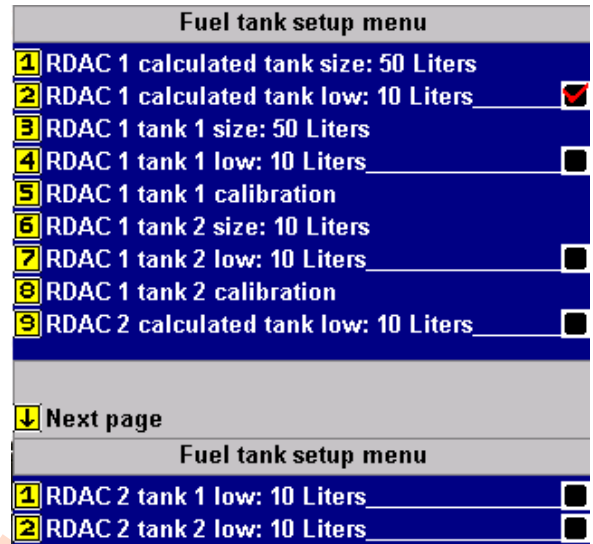 Fuel tank setup menu
1 RDAC 1 calculated tank size: 50 Liters
2 RDAC 1 calculated tank low: 10 Liters
3 RDAC 1 tank 1 size: 50 Liters
4 RDAC 1 tank 1 low: 10 Liters
5 RDAC 1 tank 1 calibration
6 RDAC 1 tank 2 size: 10 Liters
7 RDAC 1 tank 2 low: 10 Liters
8 RDAC 1 tank 2 calibration
9 RDAC 2 calculated tank low: 10 Liters
↓ Next page
Fuel tank setup menu
1 RDAC 2 tank 1 low: 10 Liters
2 RDAC 2 tank 2 low: 10 Liters